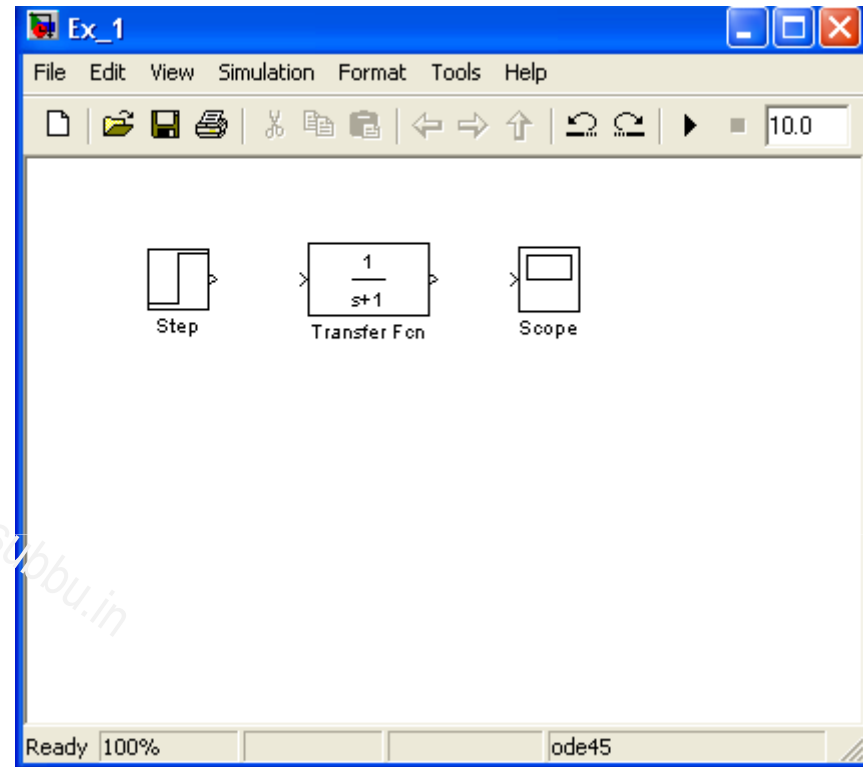 Ex_1
File Edit View Simulation Format Tools Help
10.0
1
s+1
Step
Transfer Fcn
Scope
subbu.in
Ready 100% ode45